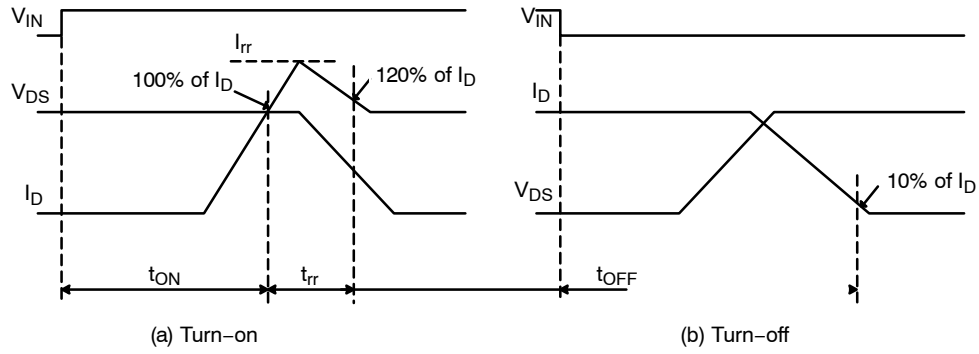 V_IN
I_rr
100% of I_D
120% of I_D
V_DS
I_D
t_ON
t_rr
(a) Turn−on
V_IN
I_D
V_DS
10% of I_D
t_OFF
(b) Turn−off